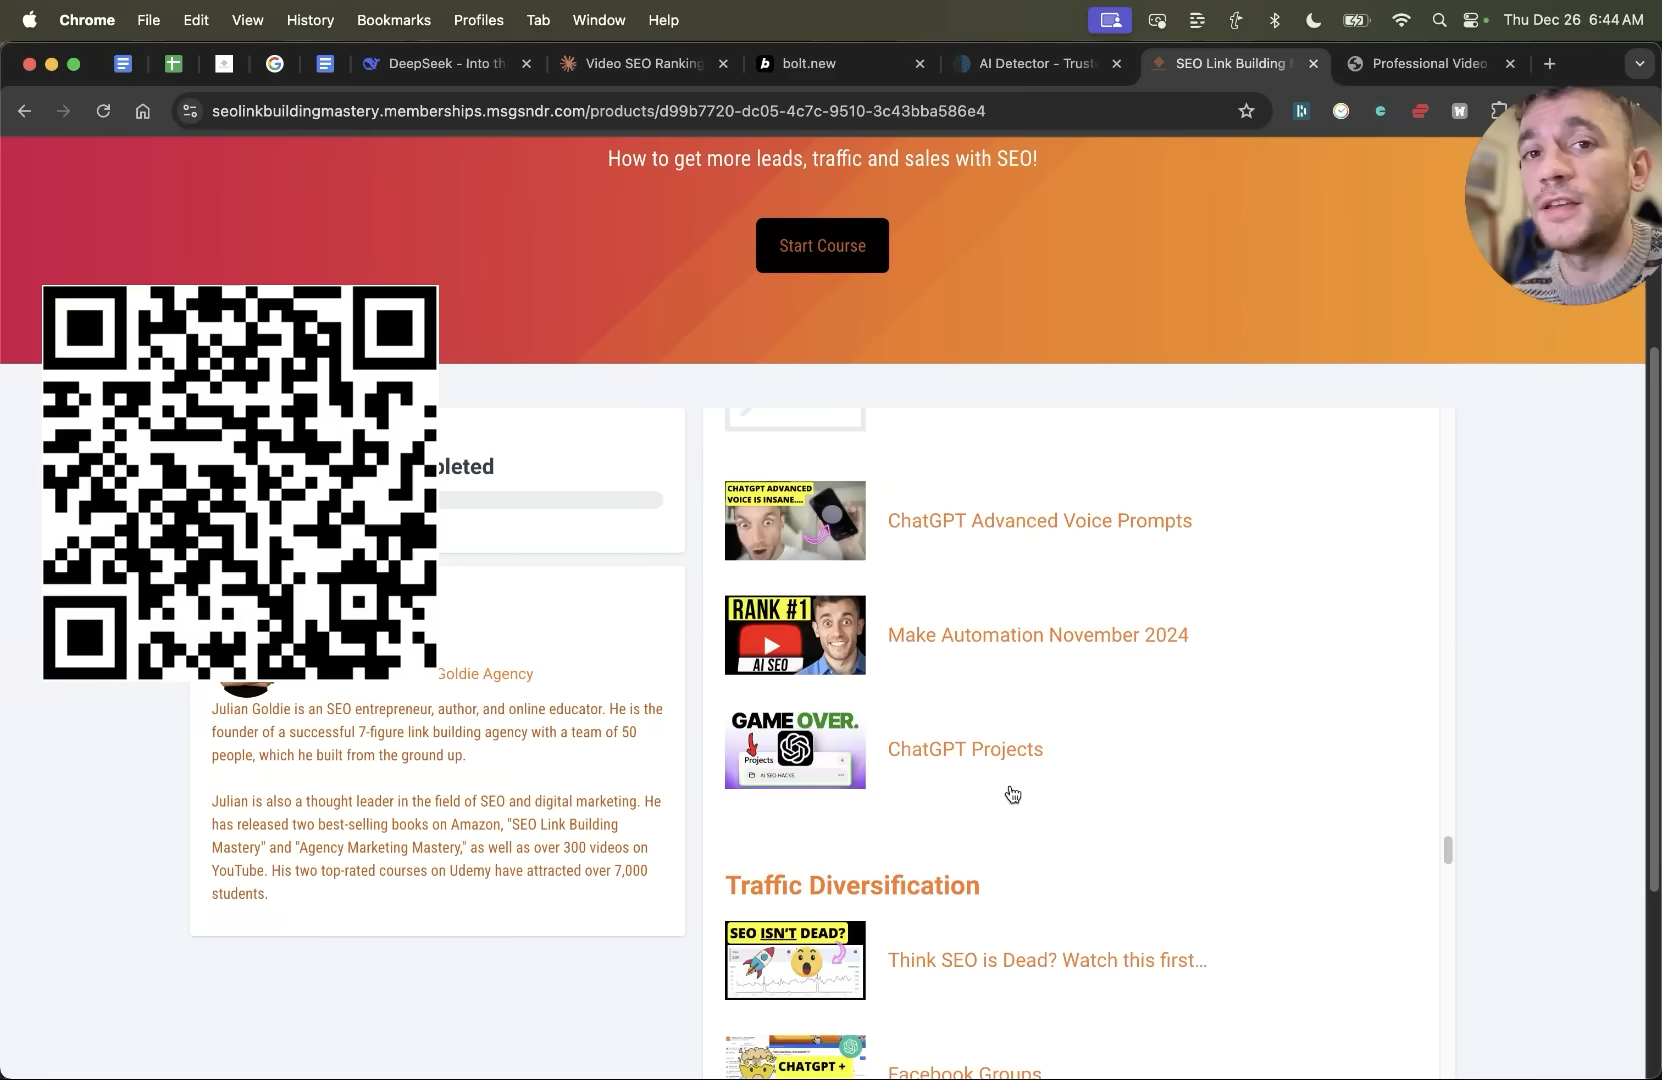 Chrome File Edit View History Bookmarks Profiles Tab Window Help Thu Dec 26 6:44 AM
DeepSeek - Into th
Video SEO Ranking
b bolt.new
AI Detector - Trust
SEO Link Building
Professional Video
seolinkbuildingmastery.memberships.msgsndr.com/products/d99b7720-dc05-4c7c-9510-3c43bba586e4
How to get more leads, traffic and sales with SEO!
Start Course
pleted
Goldie Agency
Julian Goldie is an SEO entrepreneur, author, and online educator. He is the
founder of a successful 7-figure link building agency with a team of 50
people, which he built from the ground up.
Julian is also a thought leader in the field of SEO and digital marketing. He
has released two best-selling books on Amazon, "SEO Link Building
Mastery" and "Agency Marketing Mastery," as well as over 300 videos on
YouTube. His two top-rated courses on Udemy have attracted over 7,000
students.
CHATGPT ADVANCED
VOICE IS INSANE....
ChatGPT Advanced Voice Prompts
RANK #1
AI SEO
Make Automation November 2024
GAME OVER.
Projects
AI SEO HACKS
ChatGPT Projects
Traffic Diversification
SEO ISN'T DEAD?
Think SEO is Dead? Watch this first...
CHATGPT +
Facebook Groups